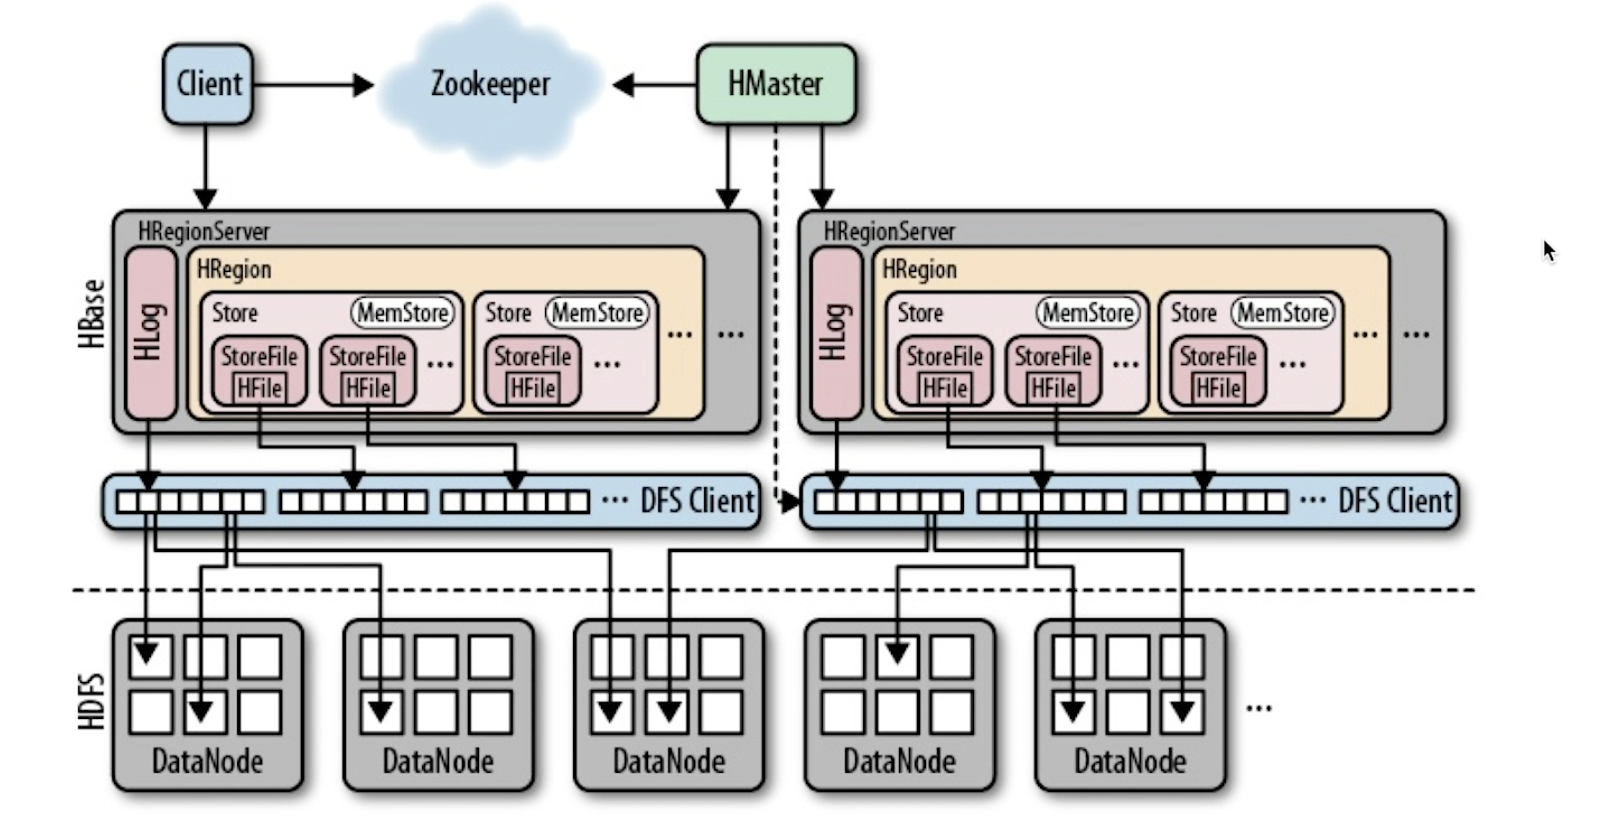 Client
Zookeeper
HMaster
HBase
HRegionServer
HLog
HRegion
Store
MemStore
StoreFile
HFile
StoreFile
HFile
...
Store
MemStore
StoreFile
HFile
...
...
...
HRegionServer
HLog
HRegion
Store
MemStore
StoreFile
HFile
StoreFile
HFile
...
Store
MemStore
StoreFile
HFile
...
...
...
... DFS Client
... DFS Client
HDFS
DataNode
DataNode
DataNode
DataNode
DataNode
...